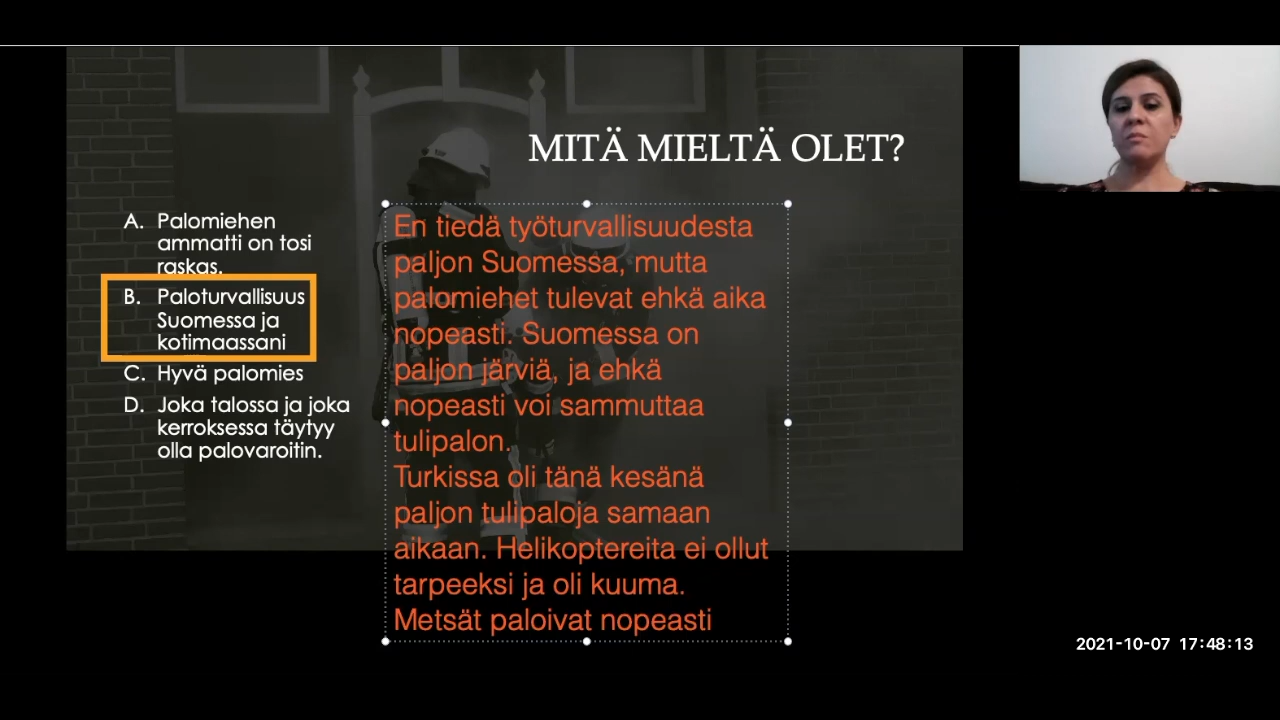 MITÄ MIELTÄ OLET?
A. Palomiehen
ammatti on tosi
raskas.
B. Paloturvallisuus
Suomessa ja
kotimaassani
C. Hyvä palomies
D. Joka talossa ja joka
kerroksessa täytyy
olla palovaroitin.
En tiedä työturvallisuudesta
paljon Suomessa, mutta
palomiehet tulevat ehkä aika
nopeasti. Suomessa on
paljon järviä, ja ehkä
nopeasti voi sammuttaa
tulipalon.
Turkissa oli tänä kesänä
paljon tulipaloja samaan
aikaan. Helikoptereita ei ollut
tarpeeksi ja oli kuuma.
Metsät paloivat nopeasti
2021-10-07 17:48:13